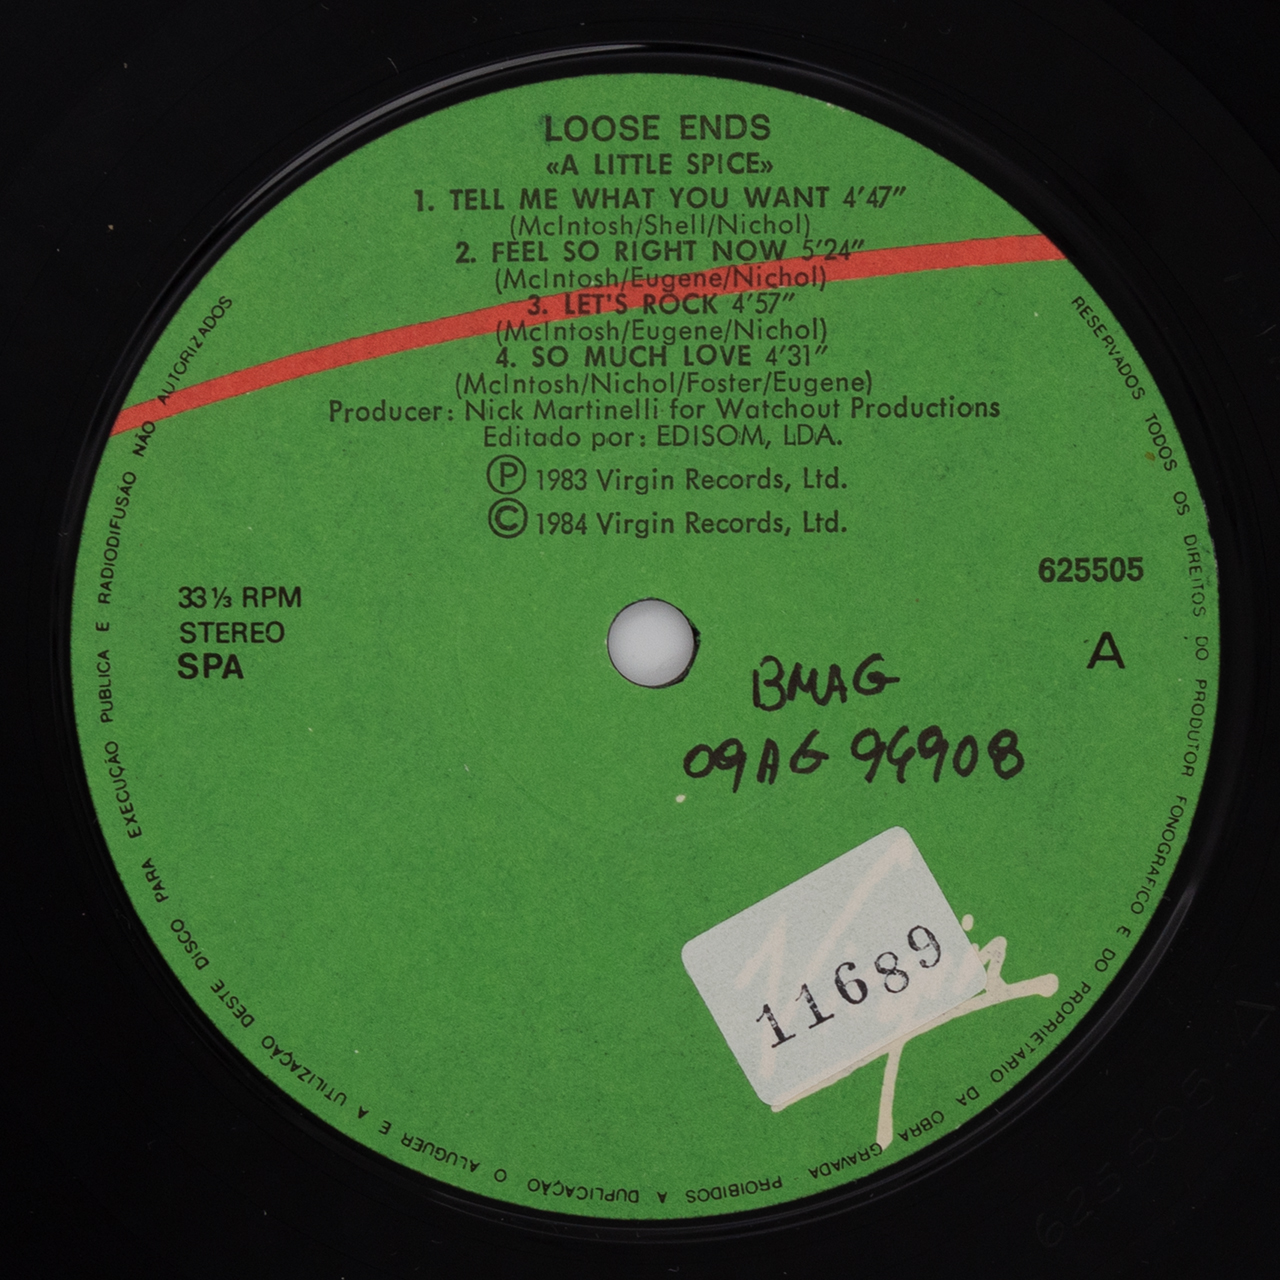 LOOSE ENDS
«A LITTLE SPICE»
1. TELL ME WHAT YOU WANT 4'47"
(McIntosh/Shell/Nichol)
2. FEEL SO RIGHT NOW 5'24"
(McIntosh/Eugene/Nichol)
3. LET'S ROCK 4'57"
(McIntosh/Eugene/Nichol)
4. SO MUCH LOVE 4'31"
(McIntosh/Nichol/Foster/Eugene)
Producer: Nick Martinelli for Watchout Productions
Editado por: EDISOM, LDA.
Ⓟ 1983 Virgin Records, Ltd.
© 1984 Virgin Records, Ltd.
33⅓ RPM
STEREO
SPA
625505
A
BMAG
09AG 94908
11689
Virgin
RESERVADOS TODOS OS DIREITOS DO PRODUTOR FONOGRAFICO E DO PROPRIETARIO DA OBRA GRAVADA PROIBIDOS A DUPLICAÇÃO O ALUGUER E A UTILIZAÇÃO DESTE DISCO PARA EXECUÇÃO PUBLICA E RADIODIFUSÃO NÃO AUTORIZADOS